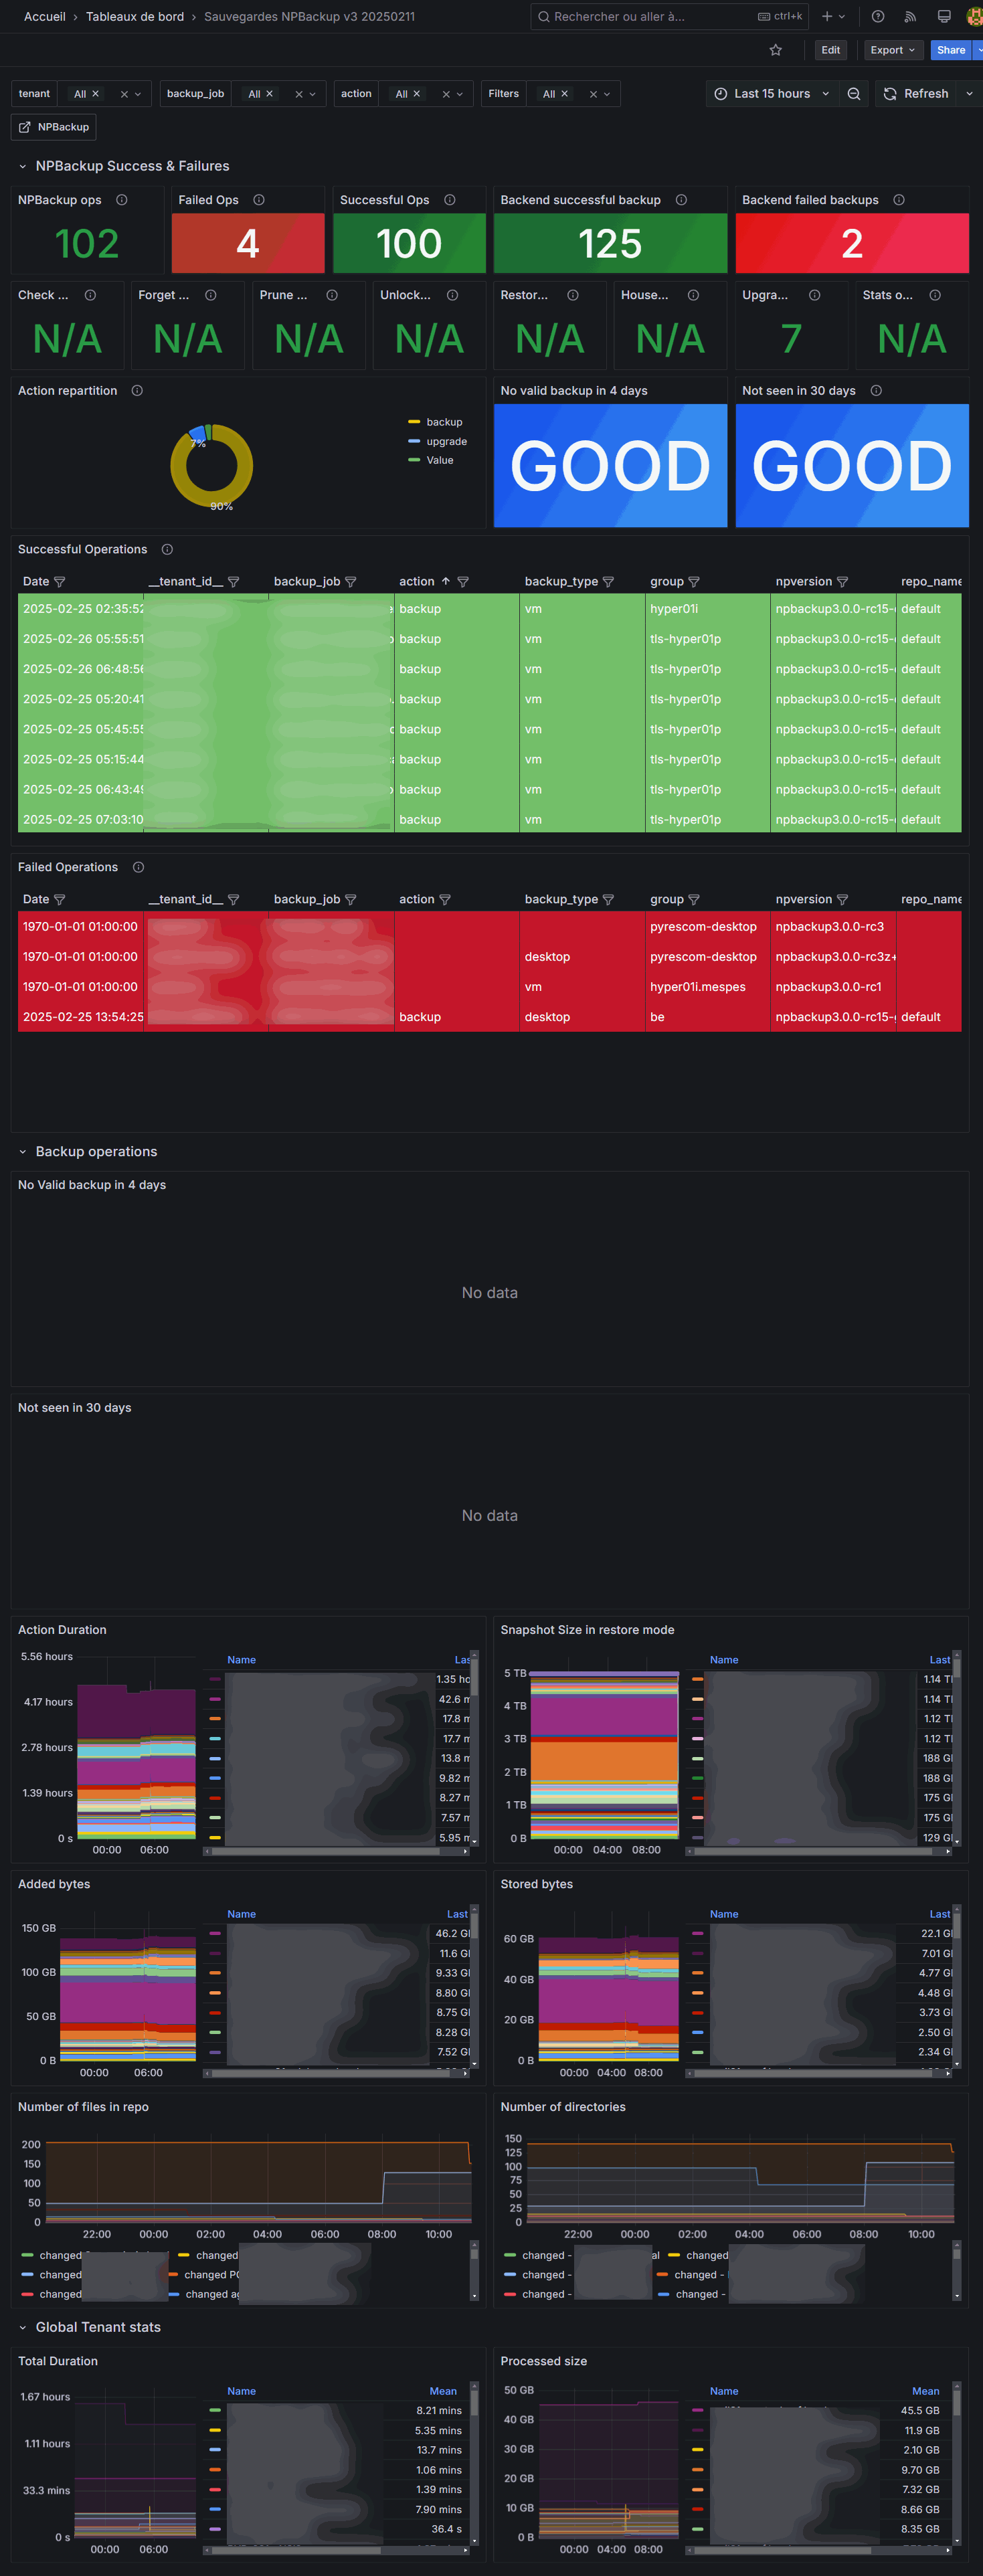 Accueil › Tableaux de bord › Sauvegardes NPBackup v3 20250211
Rechercher ou aller à... ctrl+k
Edit Export Share
tenant All backup_job All action All Filters All Last 15 hours Refresh
NPBackup
NPBackup Success & Failures
NPBackup ops Failed Ops Successful Ops Backend successful backup Backend failed backups
102 4 100 125 2
Check ... Forget ... Prune ... Unlock... Restor... House... Upgra... Stats o...
N/A N/A N/A N/A N/A N/A 7 N/A
Action repartition No valid backup in 4 days Not seen in 30 days
backup
7% upgrade
Value
GOOD GOOD
90%
Successful Operations
Date __tenant_id__ backup_job action backup_type group npversion repo_name
2025-02-25 02:35:52 backup vm hyper01i npbackup3.0.0-rc15- default
2025-02-26 05:55:51 backup vm tls-hyper01p npbackup3.0.0-rc15- default
2025-02-26 06:48:56 backup vm tls-hyper01p npbackup3.0.0-rc15- default
2025-02-25 05:20:41 backup vm tls-hyper01p npbackup3.0.0-rc15- default
2025-02-25 05:45:55 backup vm tls-hyper01p npbackup3.0.0-rc15- default
2025-02-25 05:15:44 backup vm tls-hyper01p npbackup3.0.0-rc15- default
2025-02-25 06:43:49 backup vm tls-hyper01p npbackup3.0.0-rc15- default
2025-02-25 07:03:10 backup vm tls-hyper01p npbackup3.0.0-rc15- default
Failed Operations
Date __tenant_id__ backup_job action backup_type group npversion repo_name
1970-01-01 01:00:00 pyrescom-desktop npbackup3.0.0-rc3
1970-01-01 01:00:00 desktop pyrescom-desktop npbackup3.0.0-rc3z+
1970-01-01 01:00:00 vm hyper01i.mespes npbackup3.0.0-rc1
2025-02-25 13:54:25 backup desktop be npbackup3.0.0-rc15- default
Backup operations
No Valid backup in 4 days
No data
Not seen in 30 days
No data
Action Duration
5.56 hours
4.17 hours
2.78 hours
1.39 hours
0 s
00:00 06:00
Name Las
1.35 ho
42.6 m
17.8 m
17.7 m
13.8 m
9.82 m
8.27 m
7.57 m
5.95 m
Snapshot Size in restore mode
5 TB
4 TB
3 TB
2 TB
1 TB
0 B
00:00 04:00 08:00
Name Last
1.14 TI
1.14 TI
1.12 TI
1.12 TI
188 GI
188 GI
175 GI
175 GI
129 GI
Added bytes
150 GB
100 GB
50 GB
0 B
00:00 06:00
Name Last
46.2 GI
11.6 GI
9.33 GI
8.80 GI
8.75 GI
8.28 GI
7.52 GI
Stored bytes
60 GB
40 GB
20 GB
0 B
00:00 04:00 08:00
Name Last
22.1 GI
7.01 GI
4.77 GI
4.48 GI
3.73 GI
2.50 GI
2.34 GI
Number of files in repo
200
150
100
50
0
22:00 00:00 02:00 04:00 06:00 08:00 10:00
changed changed
changed changed PC
changed changed ag
Number of directories
150
125
100
75
50
25
0
22:00 00:00 02:00 04:00 06:00 08:00 10:00
changed - al changed
changed - changed -
changed - changed -
Global Tenant stats
Total Duration
1.67 hours
1.11 hours
33.3 mins
0 s
00:00 06:00
Name Mean
8.21 mins
5.35 mins
13.7 mins
1.06 mins
1.39 mins
7.90 mins
36.4 s
Processed size
50 GB
40 GB
30 GB
20 GB
10 GB
0 B
00:00 04:00 08:00
Name Mean
45.5 GB
11.9 GB
2.10 GB
9.70 GB
7.32 GB
8.66 GB
8.35 GB